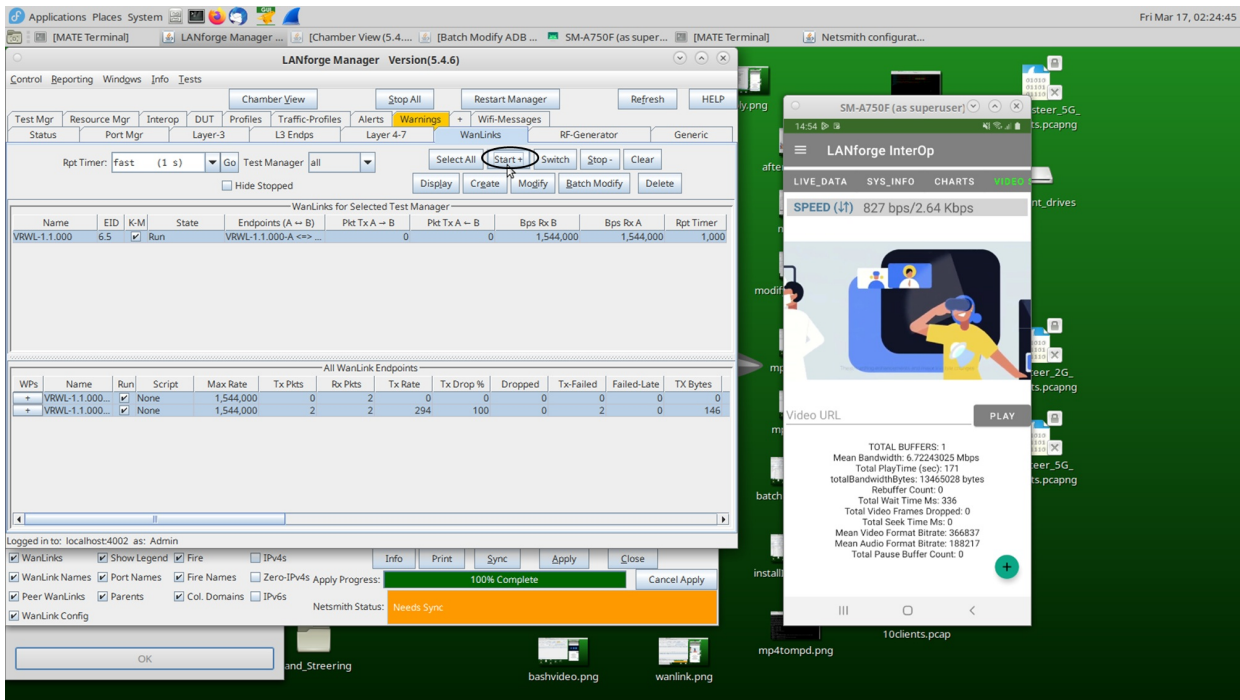 Applications Places System
Fri Mar 17, 02:24:45
[MATE Terminal]
LANforge Manager ...
[Chamber View (5.4....
[Batch Modify ADB ...
SM-A750F (as super...
[MATE Terminal]
Netsmith configurat...
LANforge Manager Version(5.4.6)
Control Reporting Windows Info Tests
Chamber View Stop All Restart Manager Refresh HELP
Test Mgr Resource Mgr Interop DUT Profiles Traffic-Profiles Alerts Warnings + Wifi-Messages
Status Port Mgr Layer-3 L3 Endps Layer 4-7 WanLinks RF-Generator Generic
Rpt Timer: fast (1 s) Go Test Manager all Select All Start + Switch Stop - Clear
Hide Stopped Display Create Modify Batch Modify Delete
WanLinks for Selected Test Manager
Name EID K-M State Endpoints (A ↔ B) Pkt Tx A → B Pkt Tx A ← B Bps Rx B Bps Rx A Rpt Timer
VRWL-1.1.000 6.5 Run VRWL-1.1.000-A <=> ... 0 0 1,544,000 1,544,000 1,000
All WanLink Endpoints
WPs Name Run Script Max Rate Tx Pkts Rx Pkts Tx Rate Tx Drop % Dropped Tx-Failed Failed-Late TX Bytes
+ VRWL-1.1.000... None 1,544,000 0 2 0 0 0 0 0 0
+ VRWL-1.1.000... None 1,544,000 2 2 294 100 0 2 0 146
Logged in to: localhost:4002 as: Admin
WanLinks Show Legend Fire IPv4s Info Print Sync Apply Close
WanLink Names Port Names Fire Names Zero-IPv4s Apply Progress: 100% Complete Cancel Apply
Peer WanLinks Parents Col. Domains IPv6s
Netsmith Status: Needs Sync
WanLink Config
OK
and_Streering
bashvideo.png
wanlink.png
mp4tompd.png
10clients.pcap
SM-A750F (as superuser)
14:54
LANforge InterOp
LIVE_DATA SYS_INFO CHARTS VIDEO
SPEED (↓↑) 827 bps/2.64 Kbps
Video URL
PLAY
TOTAL BUFFERS: 1
Mean Bandwidth: 6.72243025 Mbps
Total PlayTime (sec): 171
totalBandwidthBytes: 13465028 bytes
Rebuffer Count: 0
Total Wait Time Ms: 336
Total Video Frames Dropped: 0
Total Seek Time Ms: 0
Mean Video Format Bitrate: 366837
Mean Audio Format Bitrate: 188217
Total Pause Buffer Count: 0
+
ly.png
after
modif
mp
batch
install
steer_5G_
ts.pcapng
nt_drives
eer_2G_
ts.pcapng
teer_5G_
ts.pcapng